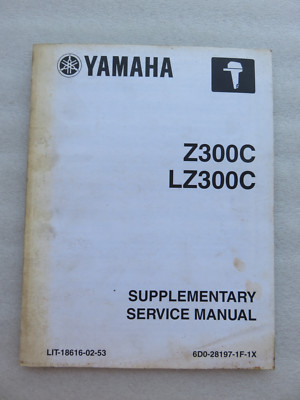 YAMAHA
Z300C
LZ300C
SUPPLEMENTARY
SERVICE MANUAL
LIT-18616-02-53 6D0-28197-1F-1X